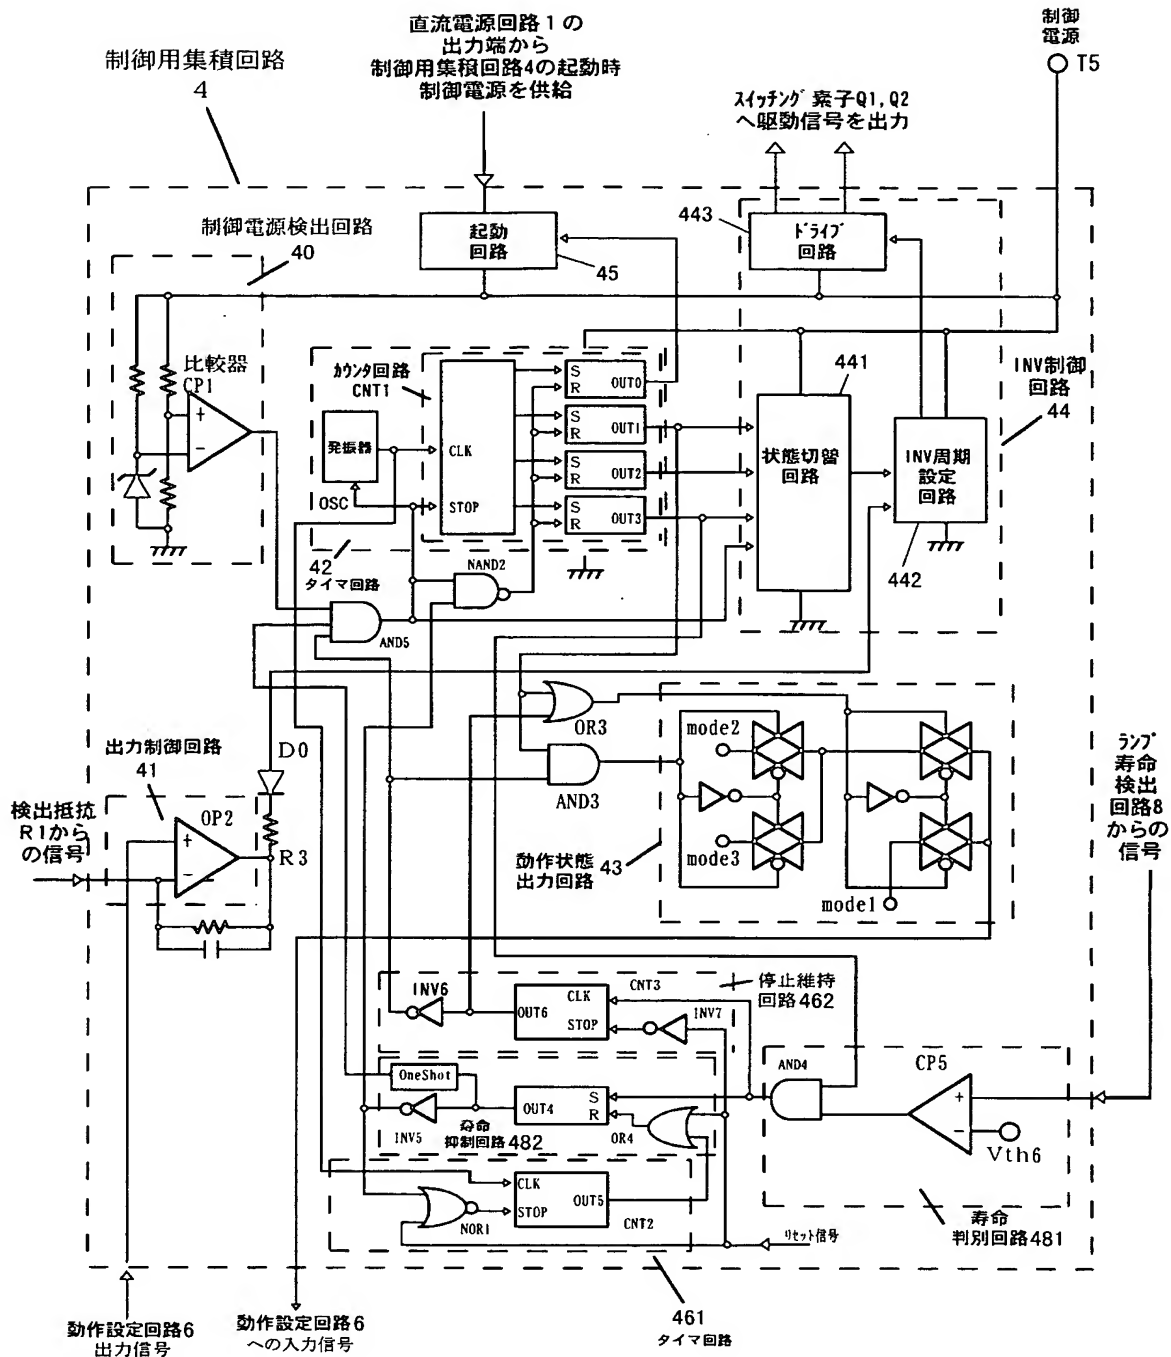 直流電源回路1の
出力端から
制御用集積回路4の起動時
制御電源を供給
制御
電源
T5
制御用集積回路
4
スイッチング素子Q1,Q2
へ駆動信号を出力
制御電源検出回路
40
起動
回路
45
443
ドライブ
回路
比較器
CP1
+
−
カウンタ回路
CNT1
発振器
OSC
CLK
STOP
S
R
OUT0
S
R
OUT1
S
R
OUT2
S
R
OUT3
441
状態切替
回路
INV制御
回路
44
INV周期
設定
回路
442
42
タイマ回路
NAND2
AND5
OR3
AND3
mode2
mode3
mode1
動作状態
出力回路 43
出力制御回路
41
D0
OP2
+
−
R3
検出抵抗
R1から
の信号
ランプ
寿命
検出
回路8
からの
信号
INV6
OUT6
CLK
STOP
CNT3
INV7
停止維持
回路462
OneShot
INV5
OUT4
S
R
OR4
寿命
抑制回路482
AND4
CP5
+
−
Vth6
寿命
判別回路481
CLK
STOP
OUT5
CNT2
NOR1
リセット信号
461
タイマ回路
動作設定回路6
出力信号
動作設定回路6
への入力信号